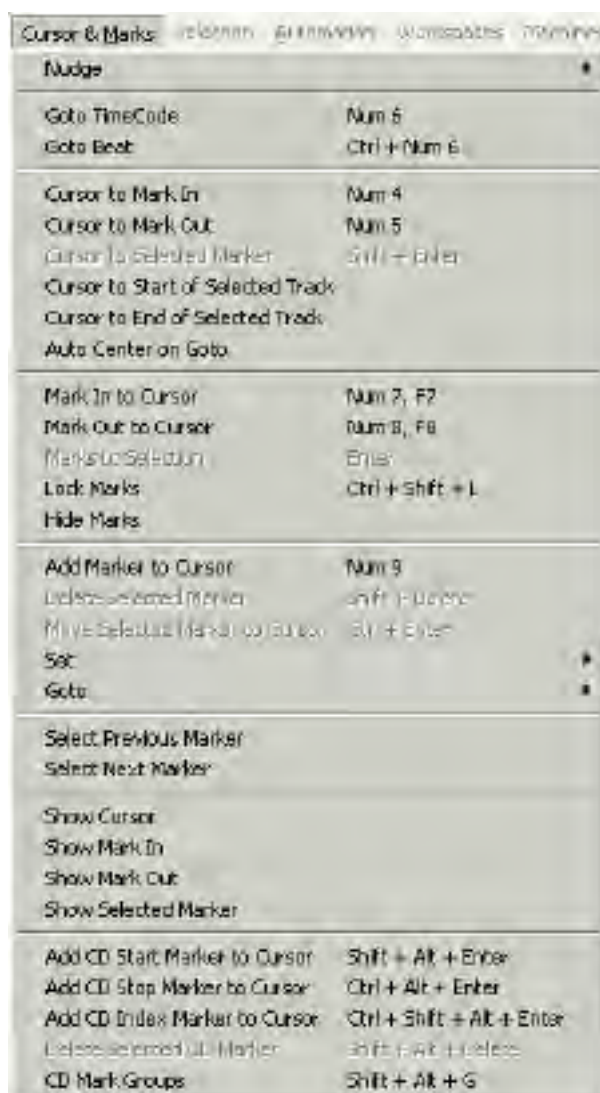 Cursor & Marks Selection Automation Workspaces Machines
Nudge
Goto TimeCode Num 6
Goto Beat Ctrl + Num 6
Cursor to Mark In Num 4
Cursor to Mark Out Num 5
Cursor to Selected Marker Shift + Enter
Cursor to Start of Selected Track
Cursor to End of Selected Track
Auto Center on Goto
Mark In to Cursor Num 7, F7
Mark Out to Cursor Num 8, F8
Marks to Selection Enter
Lock Marks Ctrl + Shift + L
Hide Marks
Add Marker to Cursor Num 9
Delete Selected Marker Shift + Delete
Move Selected Marker to Cursor Ctrl + Enter
Set
Goto
Select Previous Marker
Select Next Marker
Show Cursor
Show Mark In
Show Mark Out
Show Selected Marker
Add CD Start Marker to Cursor Shift + Alt + Enter
Add CD Stop Marker to Cursor Ctrl + Alt + Enter
Add CD Index Marker to Cursor Ctrl + Shift + Alt + Enter
Delete selected CD Marker Shift + Alt + Delete
CD Mark Groups Shift + Alt + G